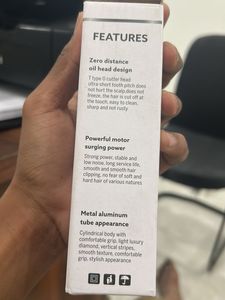 FEATURES
Zero distance
oil head design
T type 0 cutter head
ultra short tooth pitch does
not hurt the scalp,does not
freeze, the hair is cut off at
the touch, easy to clean,
sharp and not rusty
Powerful motor
surging power
Strong power, stable and
low noise, long service life,
smooth and smooth hair
clipping, no fear of soft and
hard hair of various natures
Metal aluminum
tube appearance
Cylindrical body with
comfortable grip, light luxury
diamond, vertical stripes,
smooth texture, comfortable
grip, stylish appearance